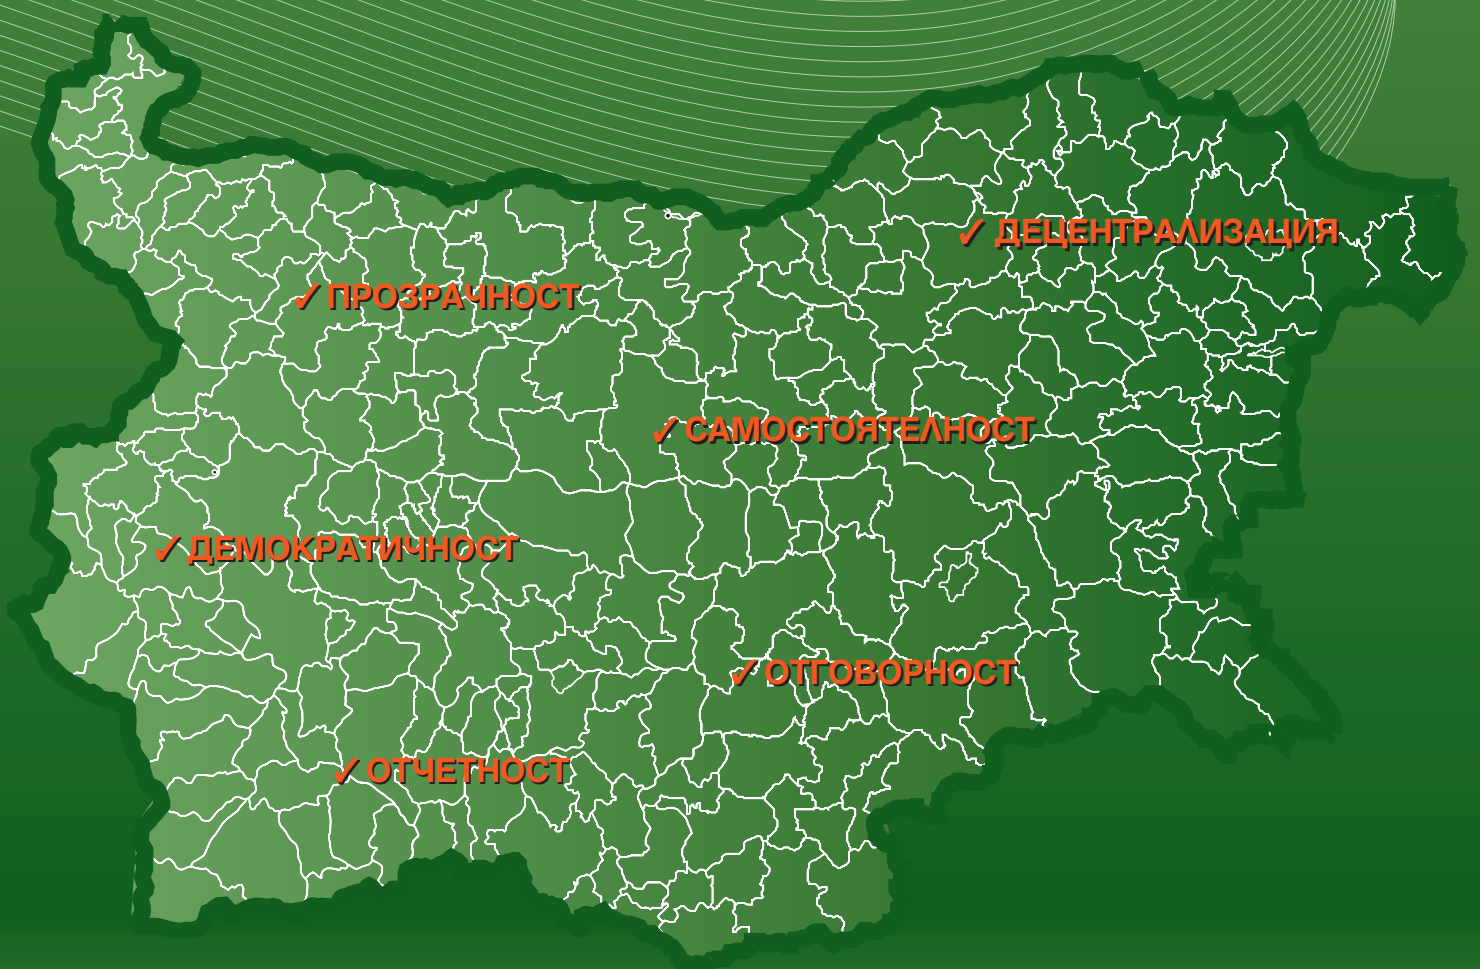 ✓ ДЕЦЕНТРАЛИЗАЦИЯ
✓ ПРОЗРАЧНОСТ
✓ САМОСТОЯТЕЛНОСТ
✓ ДЕМОКРАТИЧНОСТ
✓ ОТГОВОРНОСТ
✓ ОТЧЕТНОСТ